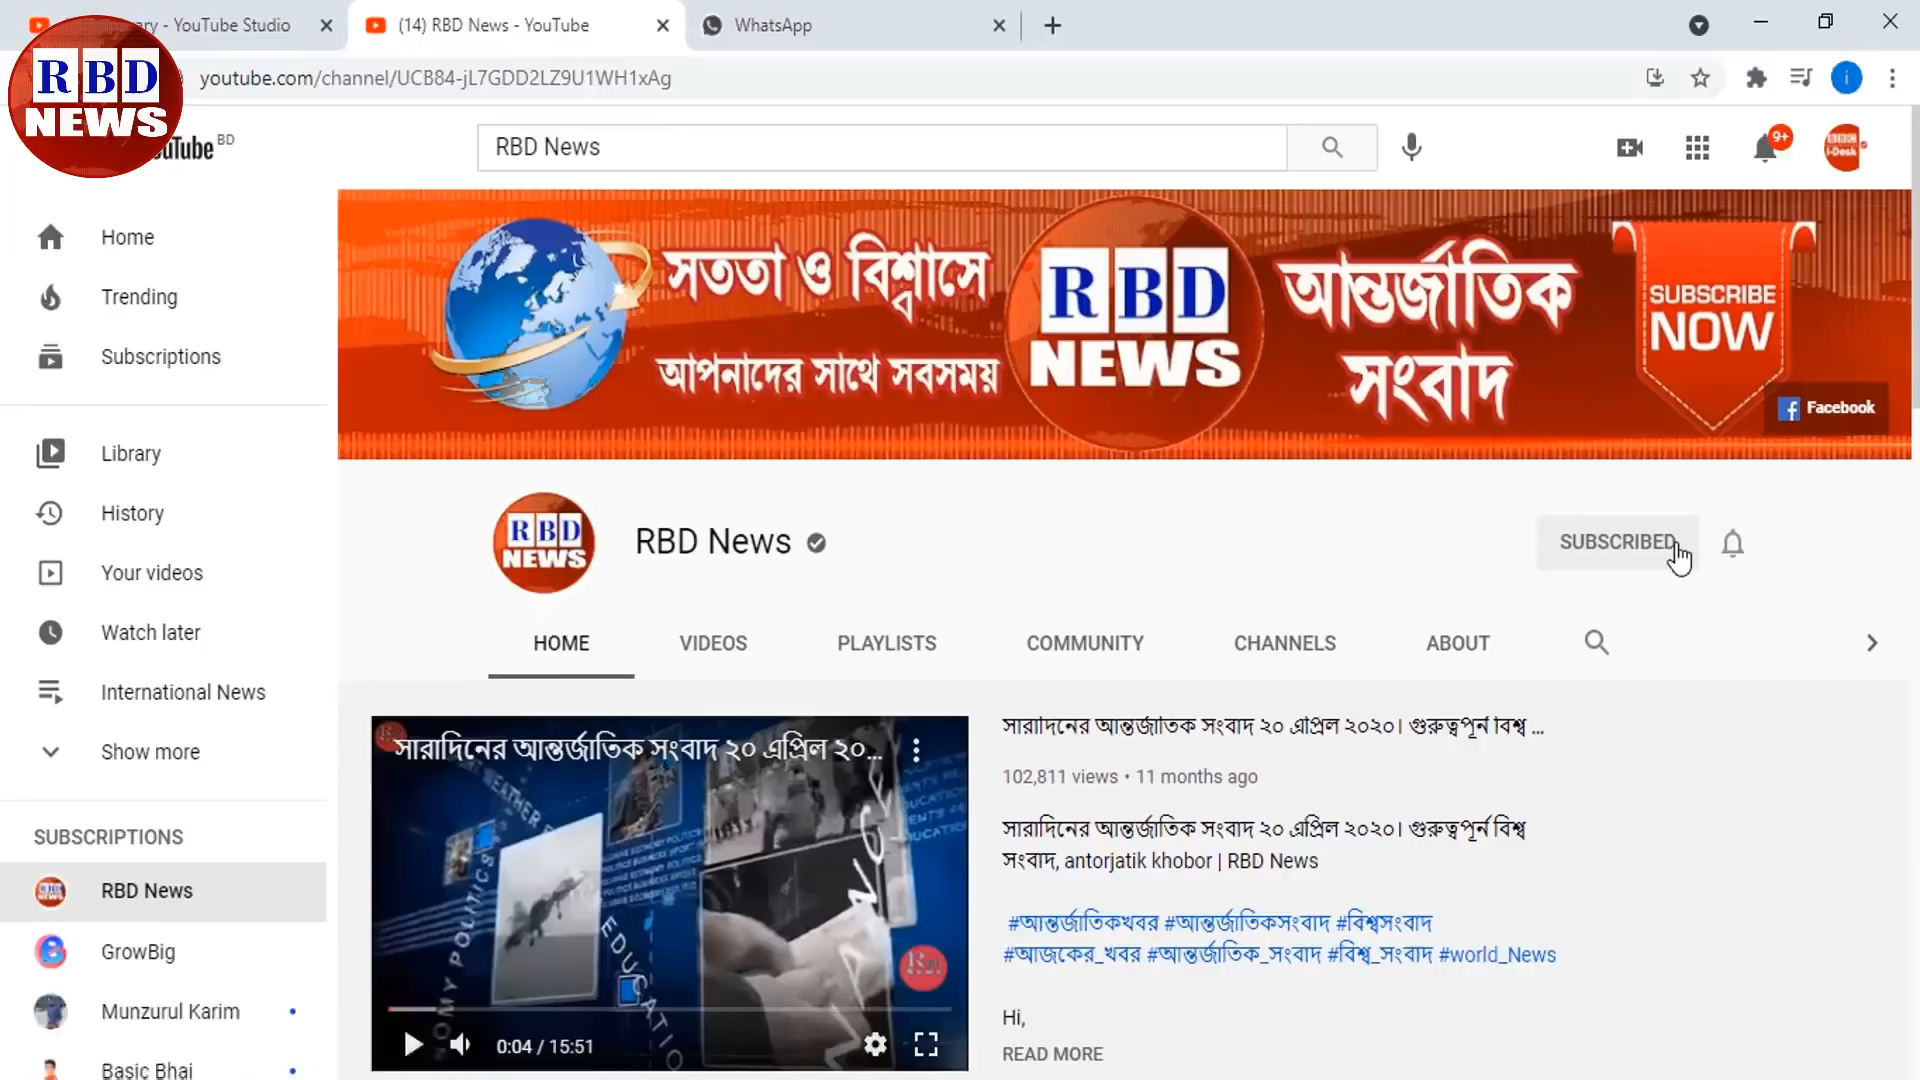 YouTube Studio
(14) RBD News - YouTube
WhatsApp
youtube.com/channel/UCB84-jL7GDD2LZ9U1WH1xAg
RBD
NEWS
BD
RBD News
9+
BBC
i-Desk
Home
Trending
Subscriptions
Library
History
Your videos
Watch later
International News
Show more
SUBSCRIPTIONS
RBD News
GrowBig
Munzurul Karim
Basic Bhai
সততা ও বিশ্বাসে
আপনাদের সাথে সবসময়
RBD
NEWS
আন্তর্জাতিক
সংবাদ
SUBSCRIBE
NOW
Facebook
RBD
NEWS
RBD News
SUBSCRIBED
HOME
VIDEOS
PLAYLISTS
COMMUNITY
CHANNELS
ABOUT
সারাদিনের আন্তর্জাতিক সংবাদ ২০ এপ্রিল ২০...
WEATHER
POLITICS
EDUCATIO
0:04 / 15:51
সারাদিনের আন্তর্জাতিক সংবাদ ২০ এপ্রিল ২০২০। গুরুত্বপূর্ন বিশ্ব ...
102,811 views • 11 months ago
সারাদিনের আন্তর্জাতিক সংবাদ ২০ এপ্রিল ২০২০। গুরুত্বপূর্ন বিশ্ব
সংবাদ, antorjatik khobor | RBD News
#আন্তর্জাতিকখবর #আন্তর্জাতিকসংবাদ #বিশ্বসংবাদ
#আজকের_খবর #আন্তর্জাতিক_সংবাদ #বিশ্ব_সংবাদ #world_News
Hi,
READ MORE